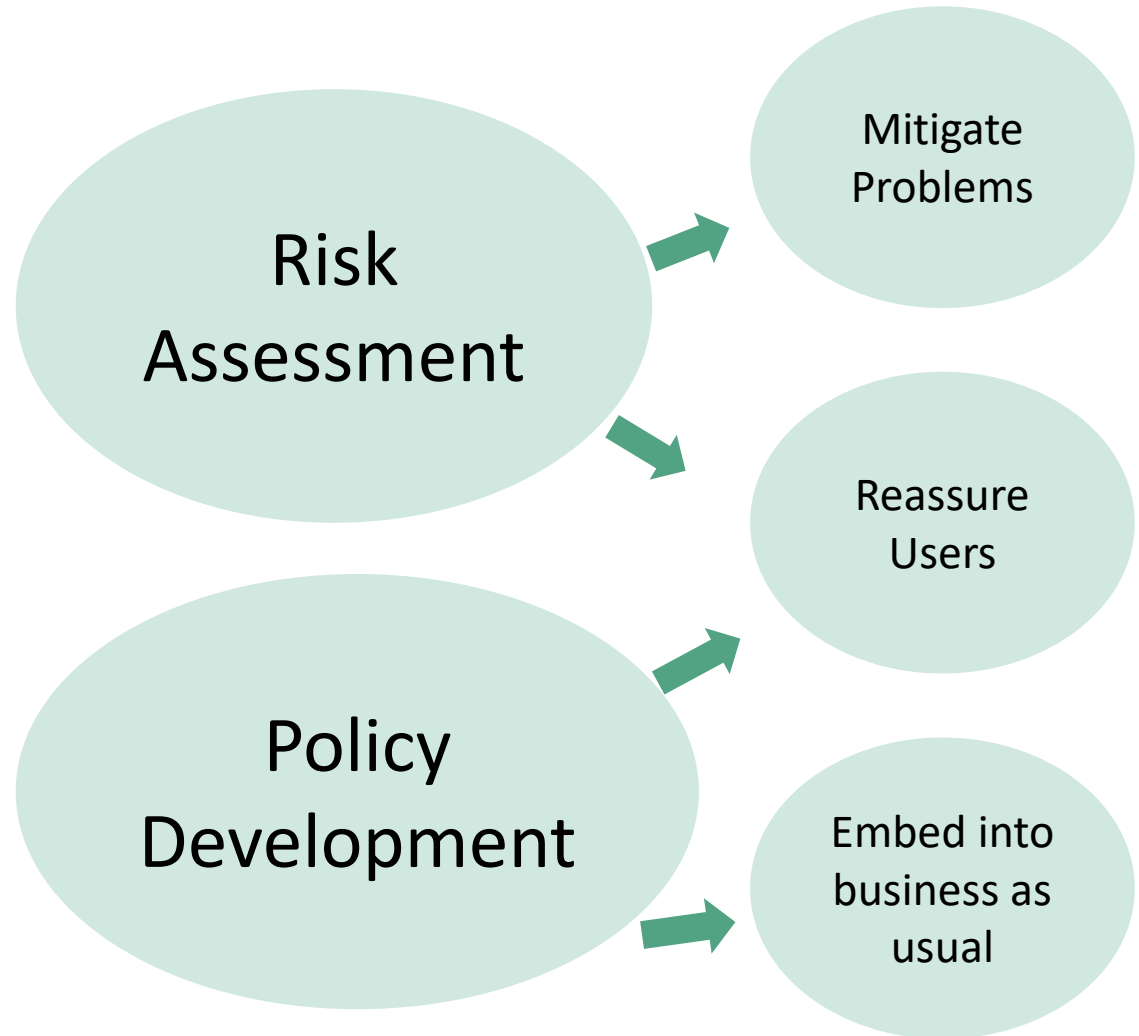 Risk
Assessment
Policy
Development
Mitigate
Problems
Reassure
Users
Embed into
business as
usual